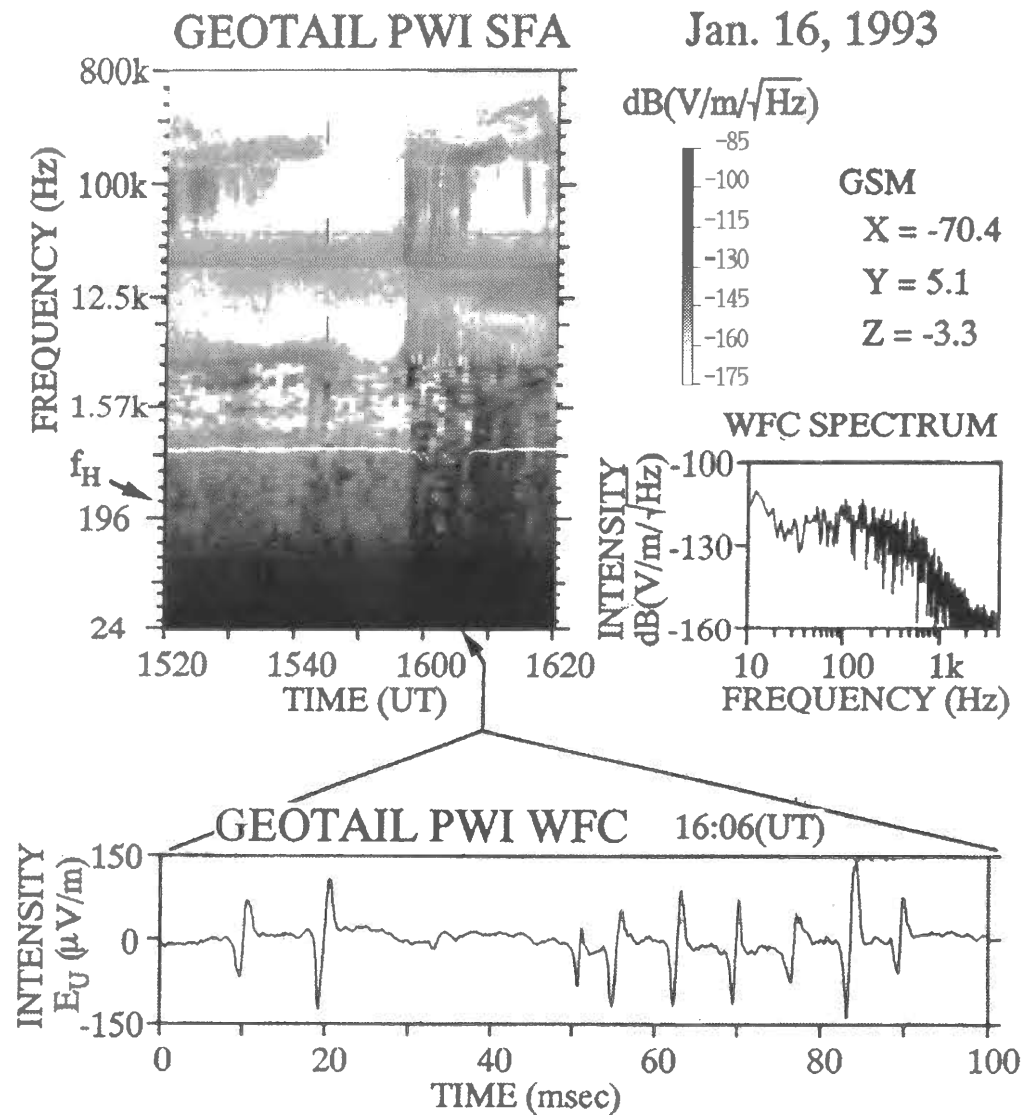 GEOTAIL PWI SFA
Jan. 16, 1993
800k
100k
12.5k
1.57k
196
24
FREQUENCY (Hz)
f_H
1520
1540
1600
1620
TIME (UT)
dB(V/m/√Hz)
-85
-100
-115
-130
-145
-160
-175
GSM
X = -70.4
Y = 5.1
Z = -3.3
WFC SPECTRUM
INTENSITY
dB(V/m/√Hz)
-100
-130
-160
10
100
1k
FREQUENCY (Hz)
GEOTAIL PWI WFC
16:06(UT)
INTENSITY
E_U (μV/m)
150
0
-150
0
20
40
60
80
100
TIME (msec)